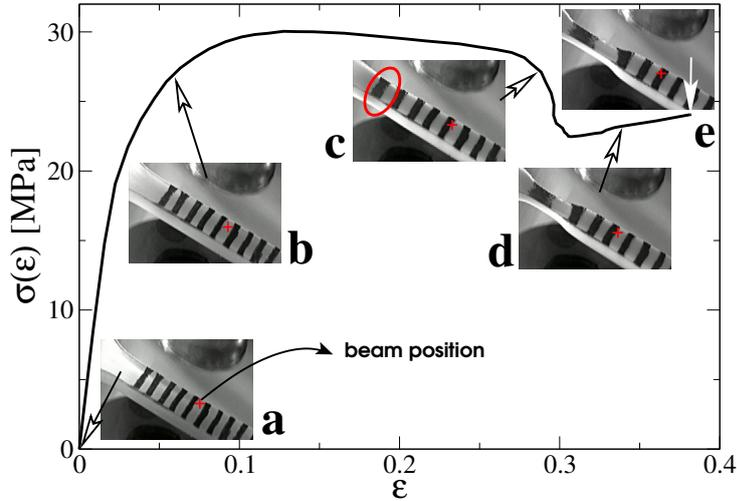 30
e
c
20
σ(ε) [MPa]
b
d
10
beam position
a
0
0
0.1
0.2
0.3
0.4
ε